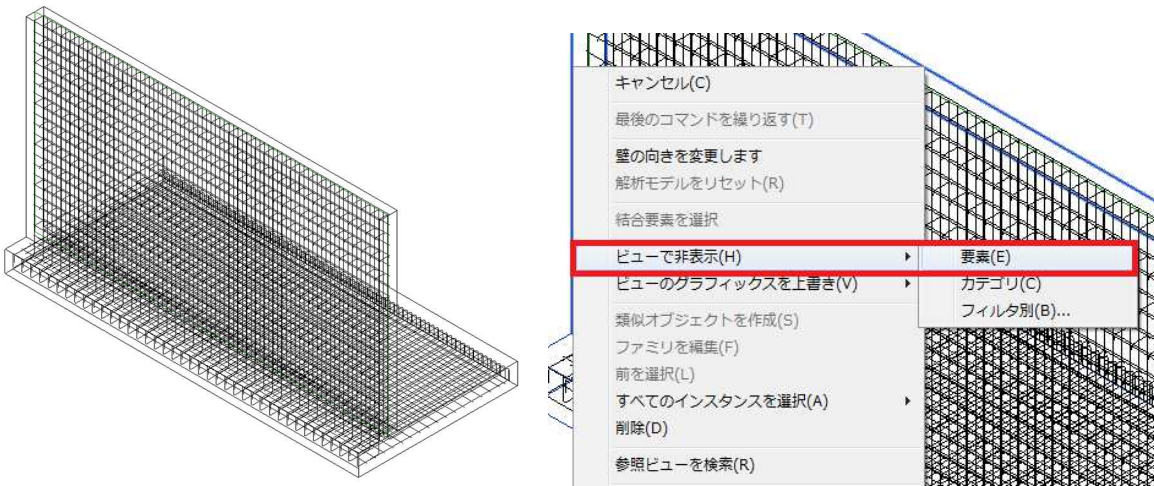 キャンセル(C)
最後のコマンドを繰り返す(T)
壁の向きを変更します
解析モデルをリセット(R)
結合要素を選択
ビューで非表示(H)
要素(E)
ビューのグラフィックスを上書き(V)
カテゴリ(C)
フィルタ別(B)...
類似オブジェクトを作成(S)
ファミリを編集(F)
前を選択(L)
すべてのインスタンスを選択(A)
削除(D)
参照ビューを検索(R)